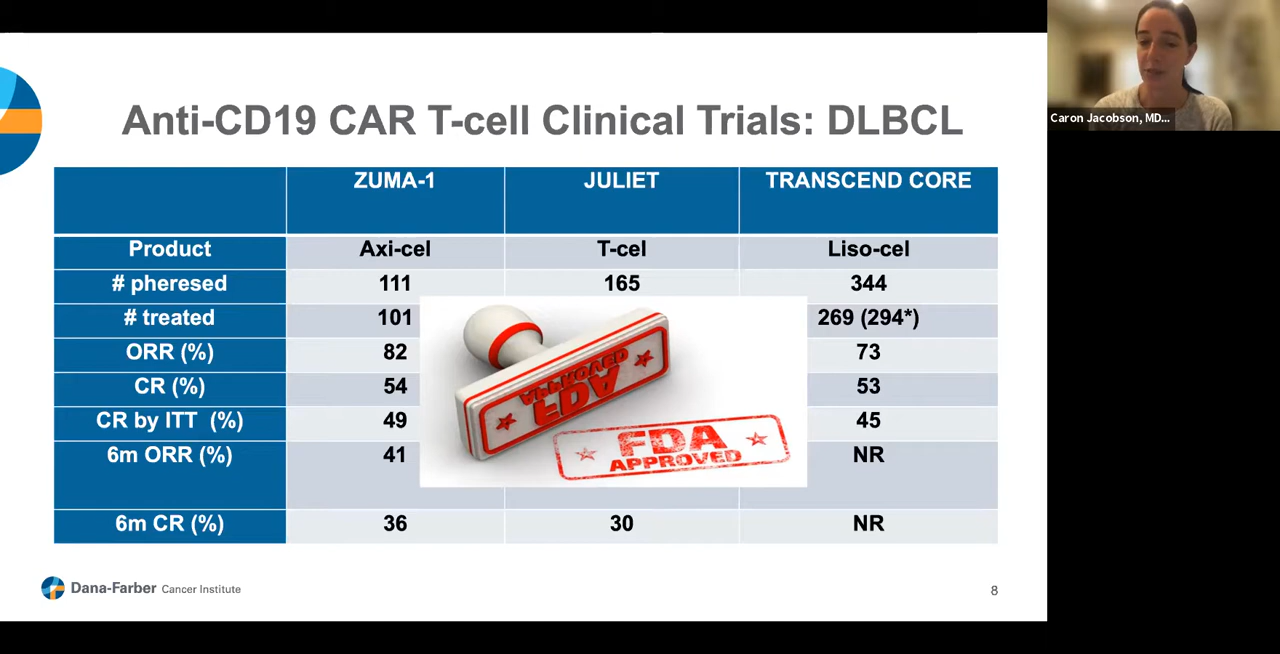 Caron Jacobson, MD...
Anti-CD19 CAR T-cell Clinical Trials: DLBCL
ZUMA-1 JULIET TRANSCEND CORE
Product Axi-cel T-cel Liso-cel
# pheresed 111 165 344
# treated 101 269 (294*)
ORR (%) 82 73
CR (%) 54 53
CR by ITT (%) 49 45
6m ORR (%) 41 NR
6m CR (%) 36 30 NR
APPROVED
FDA
FDA
APPROVED
Dana-Farber Cancer Institute
8